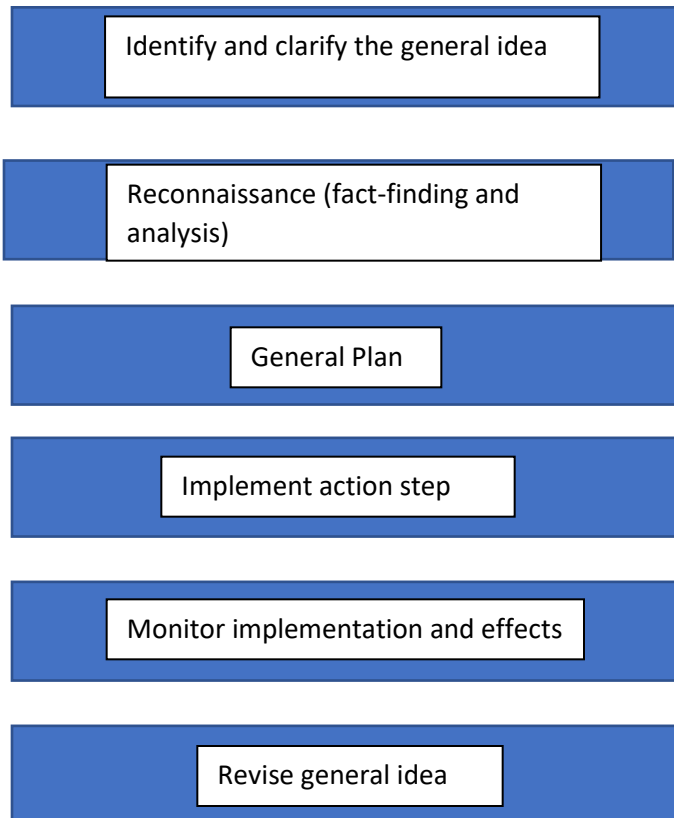 Identify and clarify the general idea
Reconnaissance (fact-finding and
analysis)
General Plan
Implement action step
Monitor implementation and effects
Revise general idea